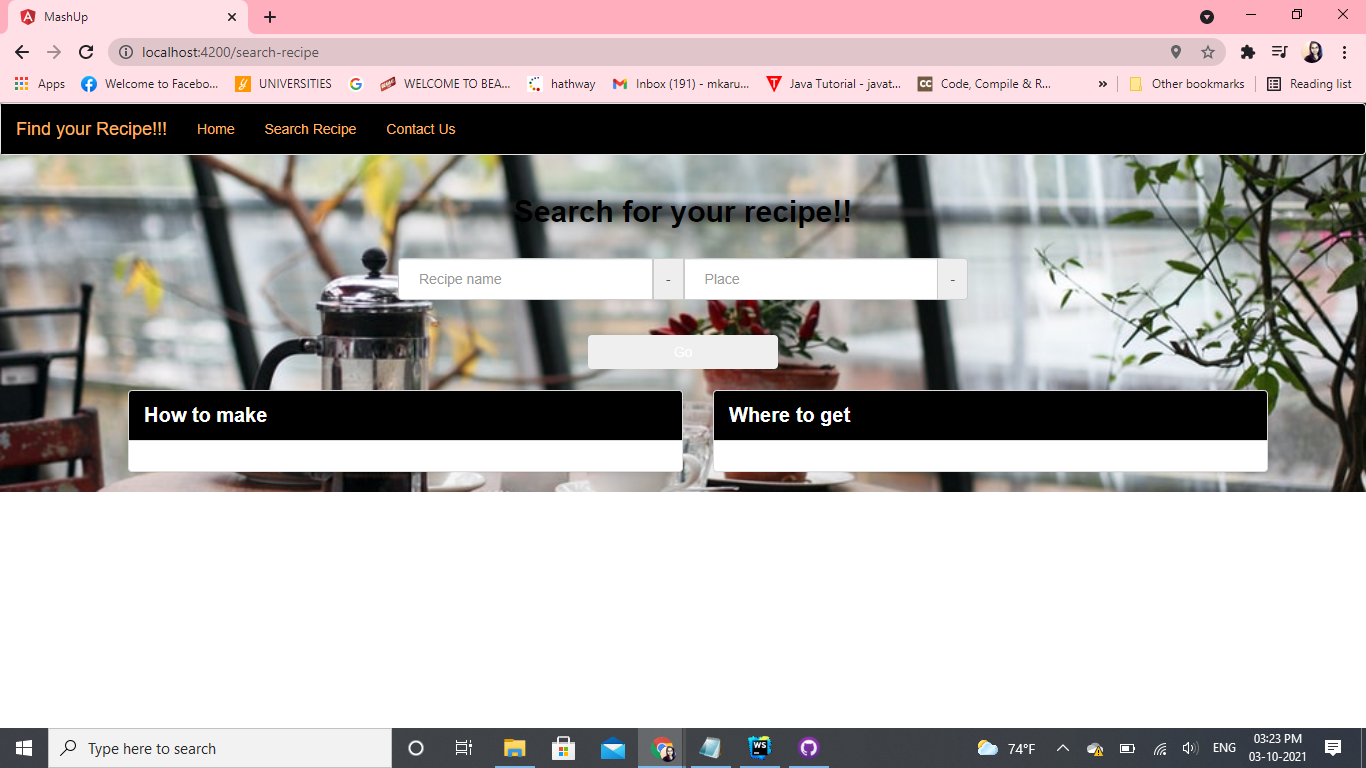 MashUp
localhost:4200/search-recipe
Apps Welcome to Facebo... UNIVERSITIES WELCOME TO BEA... hathway Inbox (191) - mkaru... Java Tutorial - javat... Code, Compile & R... » Other bookmarks Reading list
Find your Recipe!!! Home Search Recipe Contact Us
Search for your recipe!!
Recipe name - Place -
Go
How to make Where to get
Type here to search 74°F ENG 03:23 PM
03-10-2021